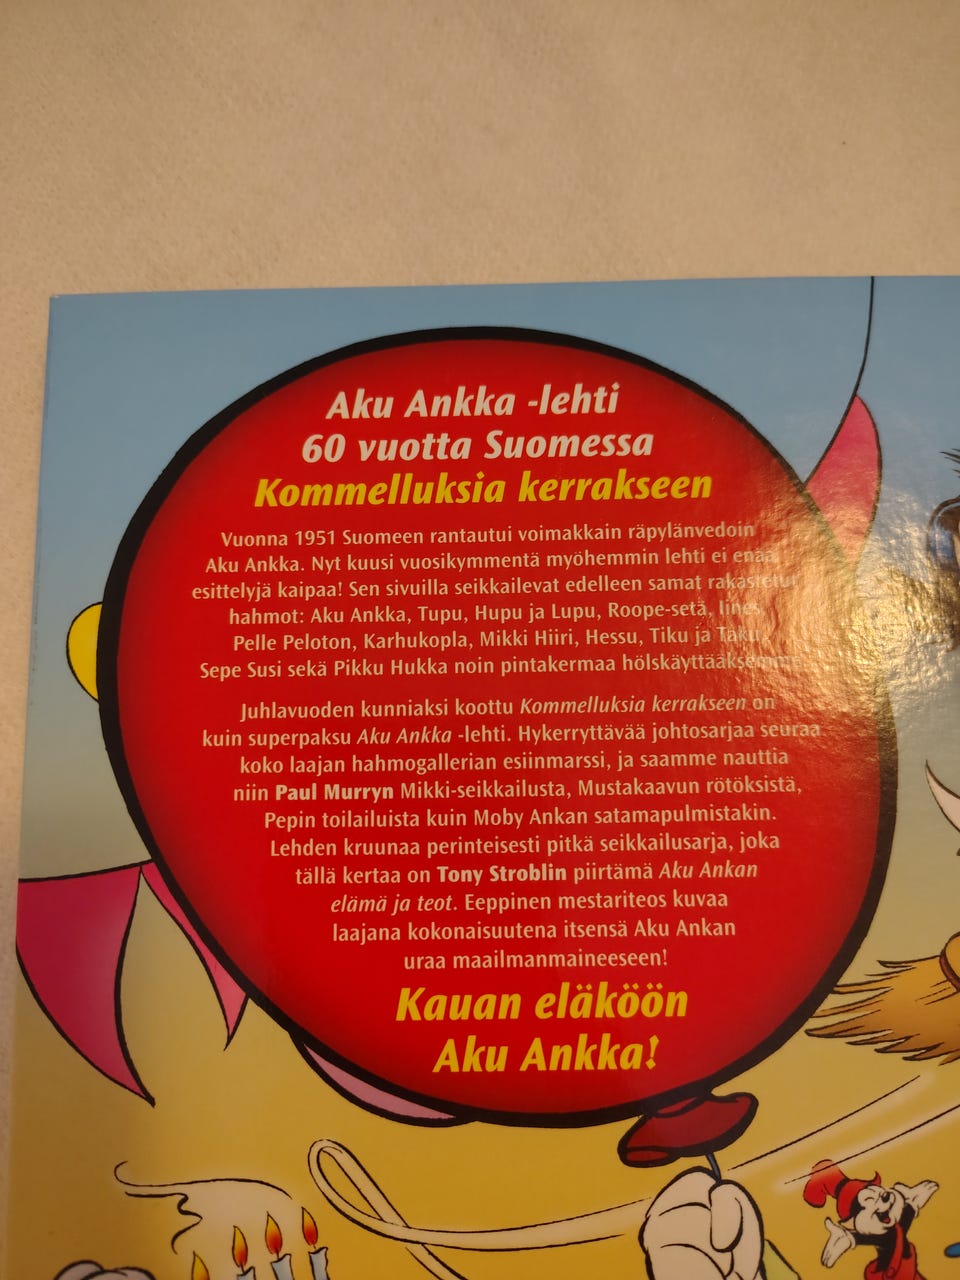 Aku Ankka -lehti
60 vuotta Suomessa
Kommelluksia kerrakseen
Vuonna 1951 Suomeen rantautui voimakkain räpylänvedoin
Aku Ankka. Nyt kuusi vuosikymmentä myöhemmin lehti ei enää
esittelyjä kaipaa! Sen sivuilla seikkailevat edelleen samat rakastetut
hahmot: Aku Ankka, Tupu, Hupu ja Lupu, Roope-setä, Iines,
Pelle Peloton, Karhukopla, Mikki Hiiri, Hessu, Tiku ja Taku,
Sepe Susi sekä Pikku Hukka noin pintakermaa hölskäyttääksemme.
Juhlavuoden kunniaksi koottu Kommelluksia kerrakseen on
kuin superpaksu Aku Ankka -lehti. Hykerryttävää johtosarjaa seuraa
koko laajan hahmogallerian esiinmarssi, ja saamme nauttia
niin Paul Murryn Mikki-seikkailusta, Mustakaavun rötöksistä,
Pepin toilailuista kuin Moby Ankan satamapulmistakin.
Lehden kruunaa perinteisesti pitkä seikkailusarja, joka
tällä kertaa on Tony Stroblin piirtämä Aku Ankan
elämä ja teot. Eeppinen mestariteos kuvaa
laajana kokonaisuutena itsensä Aku Ankan
uraa maailmanmaineeseen!
Kauan eläköön
Aku Ankka!